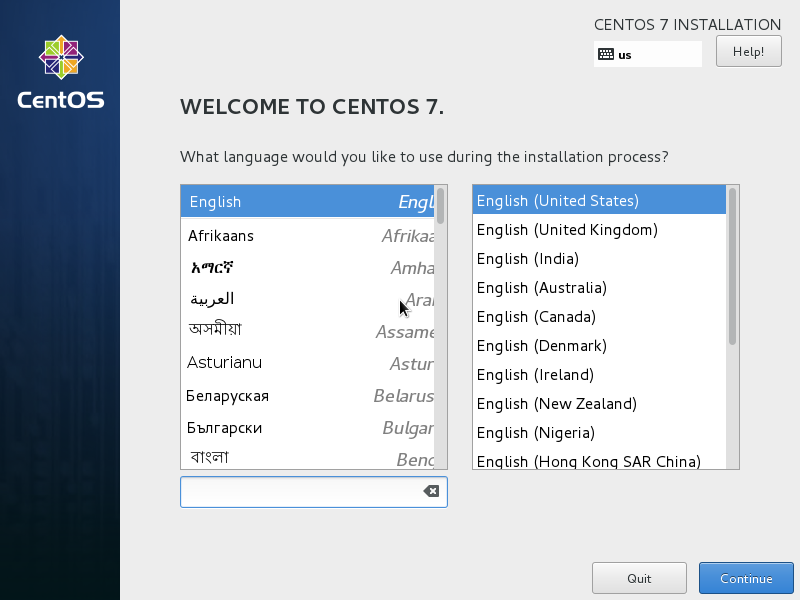 CENTOS 7 INSTALLATION
us
Help!
CentOS
WELCOME TO CENTOS 7.
What language would you like to use during the installation process?
English Engl
Afrikaans Afrikaa
አማርኛ Amha
العربية Arab
অসমীয়া Assame
Asturianu Astur
Беларуская Belarus
Български Bulgar
বাংলা Beng
English (United States)
English (United Kingdom)
English (India)
English (Australia)
English (Canada)
English (Denmark)
English (Ireland)
English (New Zealand)
English (Nigeria)
English (Hong Kong SAR China)
Quit
Continue